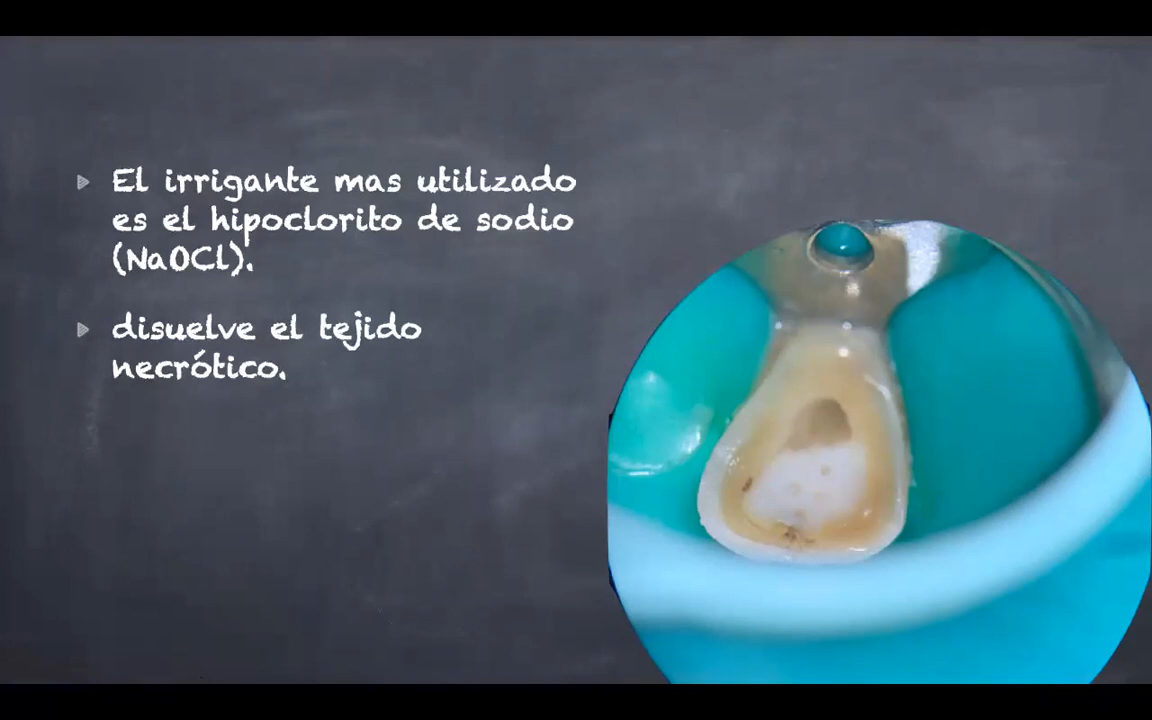 El irrigante mas utilizado
es el hipoclorito de sodio
(NaOCl).
disuelve el tejido
necrótico.